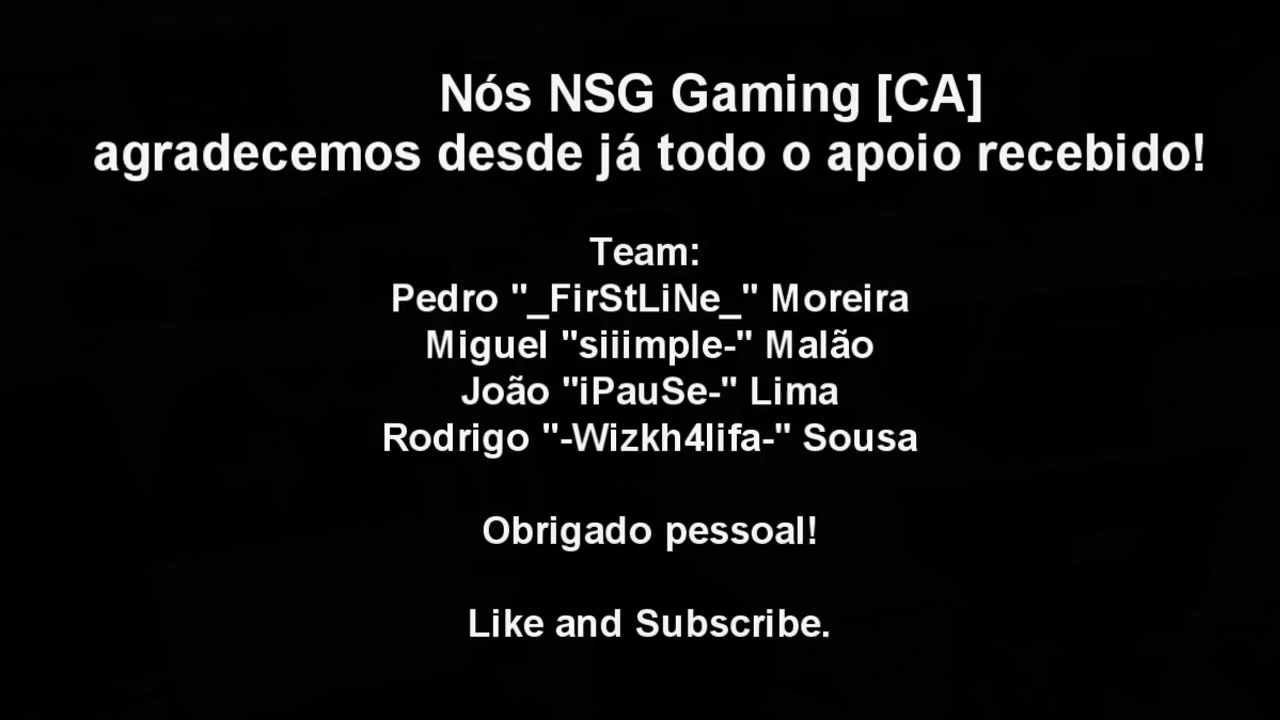 Nós NSG Gaming [CA]
agradecemos desde já todo o apoio recebido!
Team:
Pedro "_FirStLiNe_" Moreira
Miguel "siiimple-" Malão
João "iPauSe-" Lima
Rodrigo "-Wizkh4lifa-" Sousa
Obrigado pessoal!
Like and Subscribe.